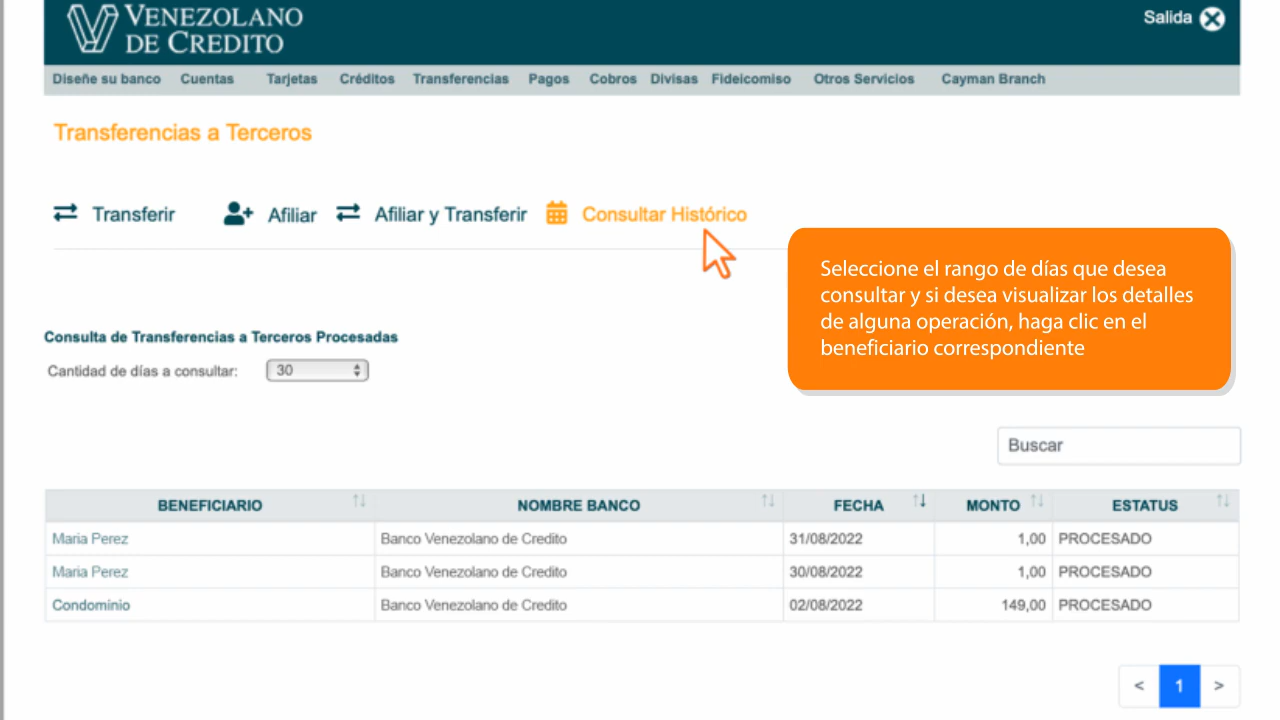 VENEZOLANO
DE CREDITO
Salida
Diseñe su banco Cuentas Tarjetas Créditos Transferencias Pagos Cobros Divisas Fideicomiso Otros Servicios Cayman Branch
Transferencias a Terceros
Transferir Afiliar Afiliar y Transferir Consultar Histórico
Seleccione el rango de días que desea
consultar y si desea visualizar los detalles
de alguna operación, haga clic en el
beneficiario correspondiente
Consulta de Transferencias a Terceros Procesadas
Cantidad de días a consultar: 30
Buscar
BENEFICIARIO NOMBRE BANCO FECHA MONTO ESTATUS
Maria Perez Banco Venezolano de Credito 31/08/2022 1,00 PROCESADO
Maria Perez Banco Venezolano de Credito 30/08/2022 1,00 PROCESADO
Condominio Banco Venezolano de Credito 02/08/2022 149,00 PROCESADO
< 1 >